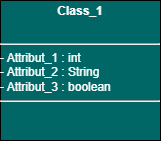 Class_1
- Attribut_1 : int
- Attribut_2 : String
- Attribut_3 : boolean